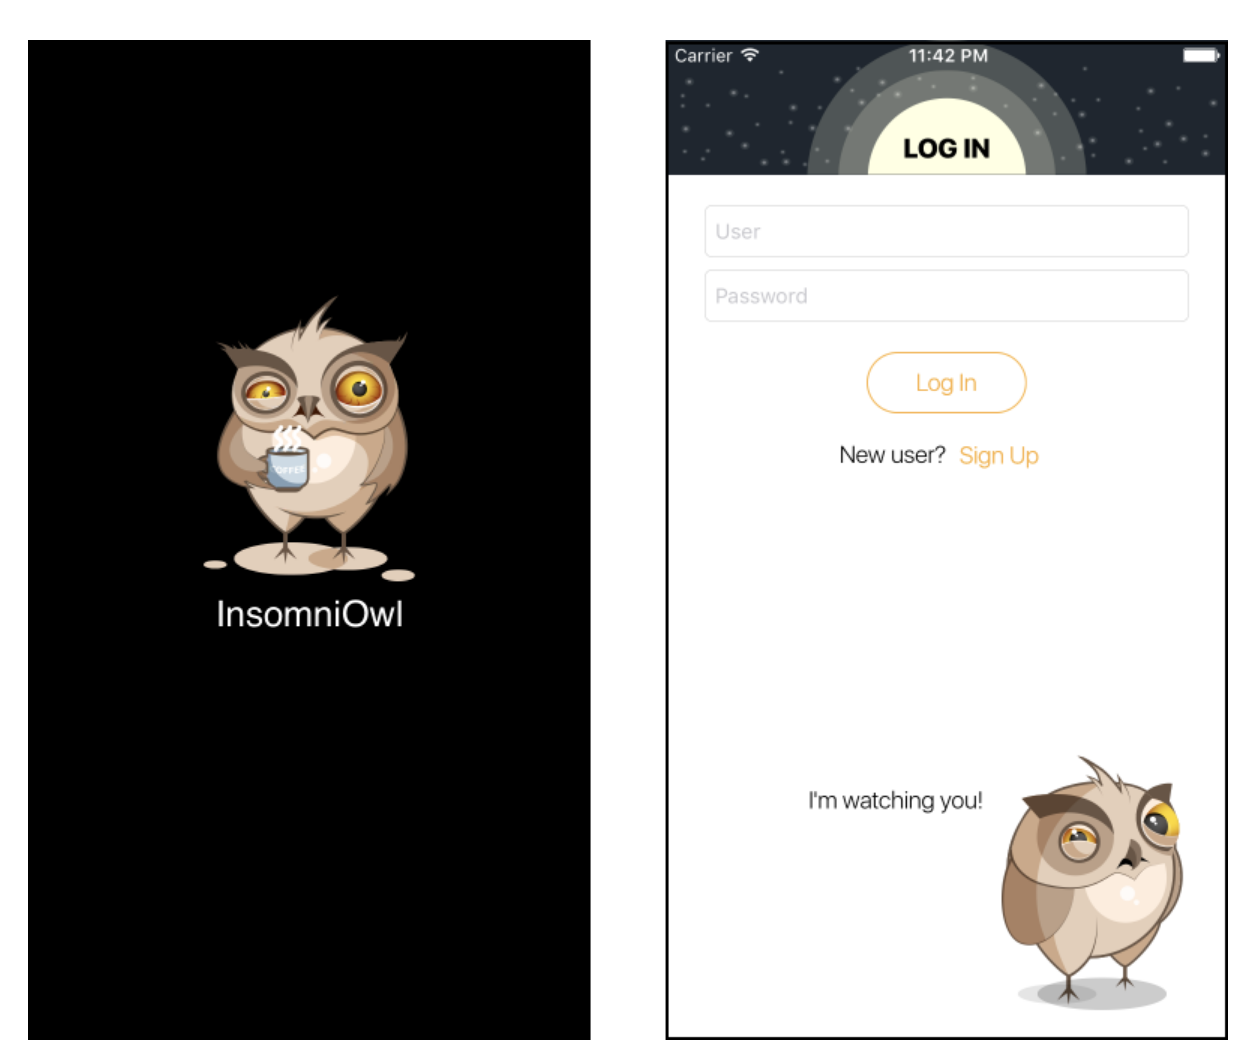 COFFEE
InsomniOwl
Carrier 11:42 PM
LOG IN
User
Password
Log In
New user? Sign Up
I'm watching you!